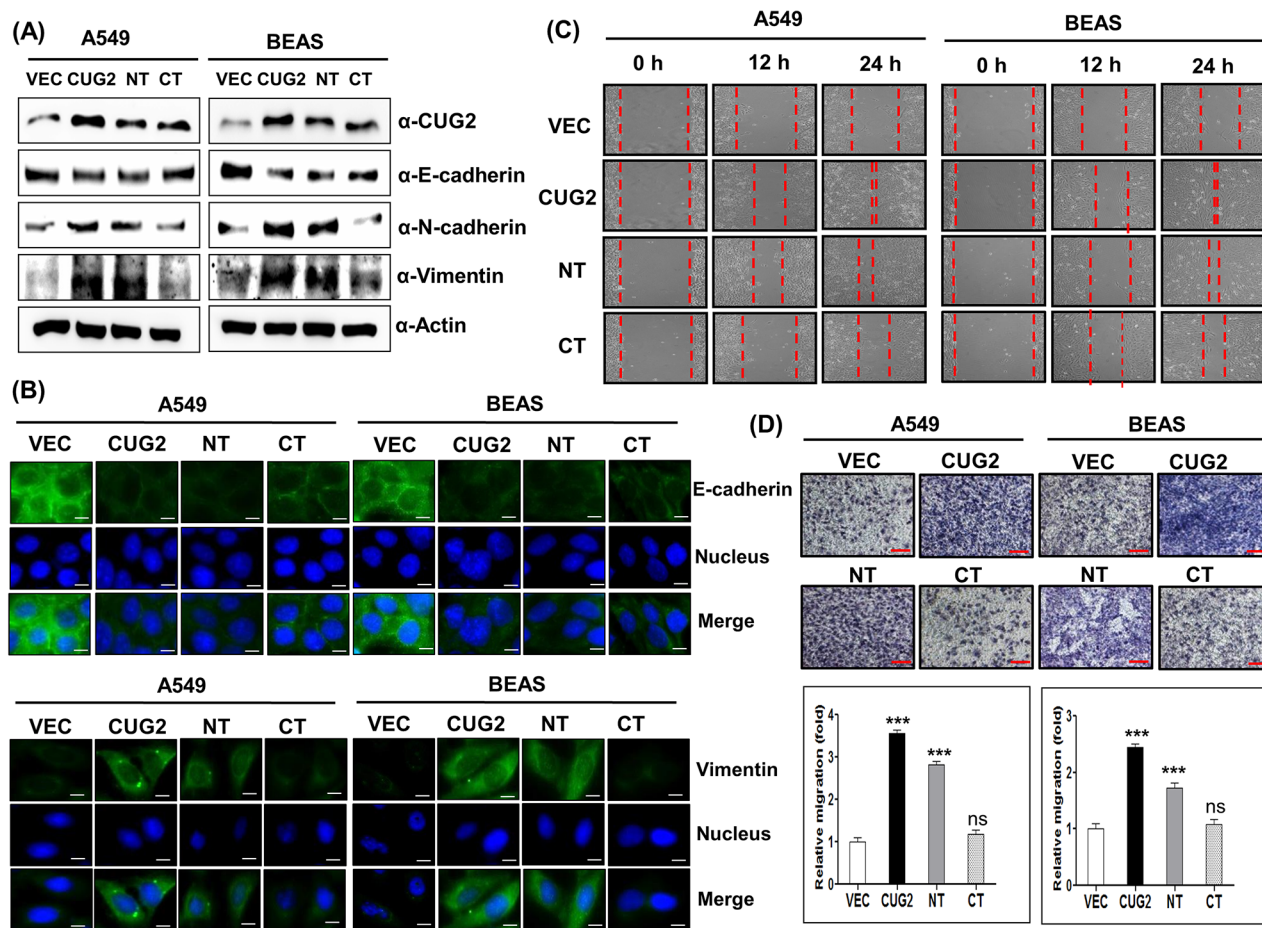 (A)
A549 BEAS
VEC CUG2 NT CT VEC CUG2 NT CT
α-CUG2
α-E-cadherin
α-N-cadherin
α-Vimentin
α-Actin
(B)
A549 BEAS
VEC CUG2 NT CT VEC CUG2 NT CT
E-cadherin
Nucleus
Merge
A549 BEAS
VEC CUG2 NT CT VEC CUG2 NT CT
Vimentin
Nucleus
Merge
(C)
A549 BEAS
0 h 12 h 24 h 0 h 12 h 24 h
VEC
CUG2
NT
CT
(D)
A549 BEAS
VEC CUG2 VEC CUG2
NT CT NT CT
Relative migration (fold)
4
3
2
1
0
*** *** ns
VEC CUG2 NT CT
Relative migration (fold)
3
2
1
0
*** *** ns
VEC CUG2 NT CT